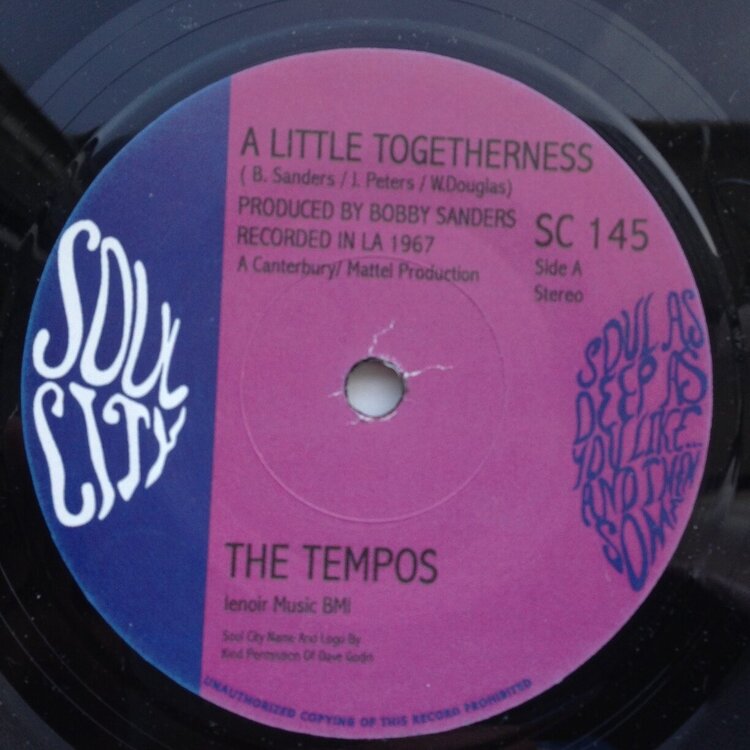 A LITTLE TOGETHERNESS
( B. Sanders / J. Peters / W.Douglas)
PRODUCED BY BOBBY SANDERS
RECORDED IN LA 1967
A Canterbury/ Mattel Production
SC 145
Side A
Stereo
SOUL
CITY
SOUL AS
DEEP AS
YOU LIKE...
AND THEN
SOME
THE TEMPOS
lenoir Music BMI
Soul City Name And Logo By
Kind Permission Of Dave Godin
UNAUTHORIZED COPYING OF THIS RECORD PROHIBITED